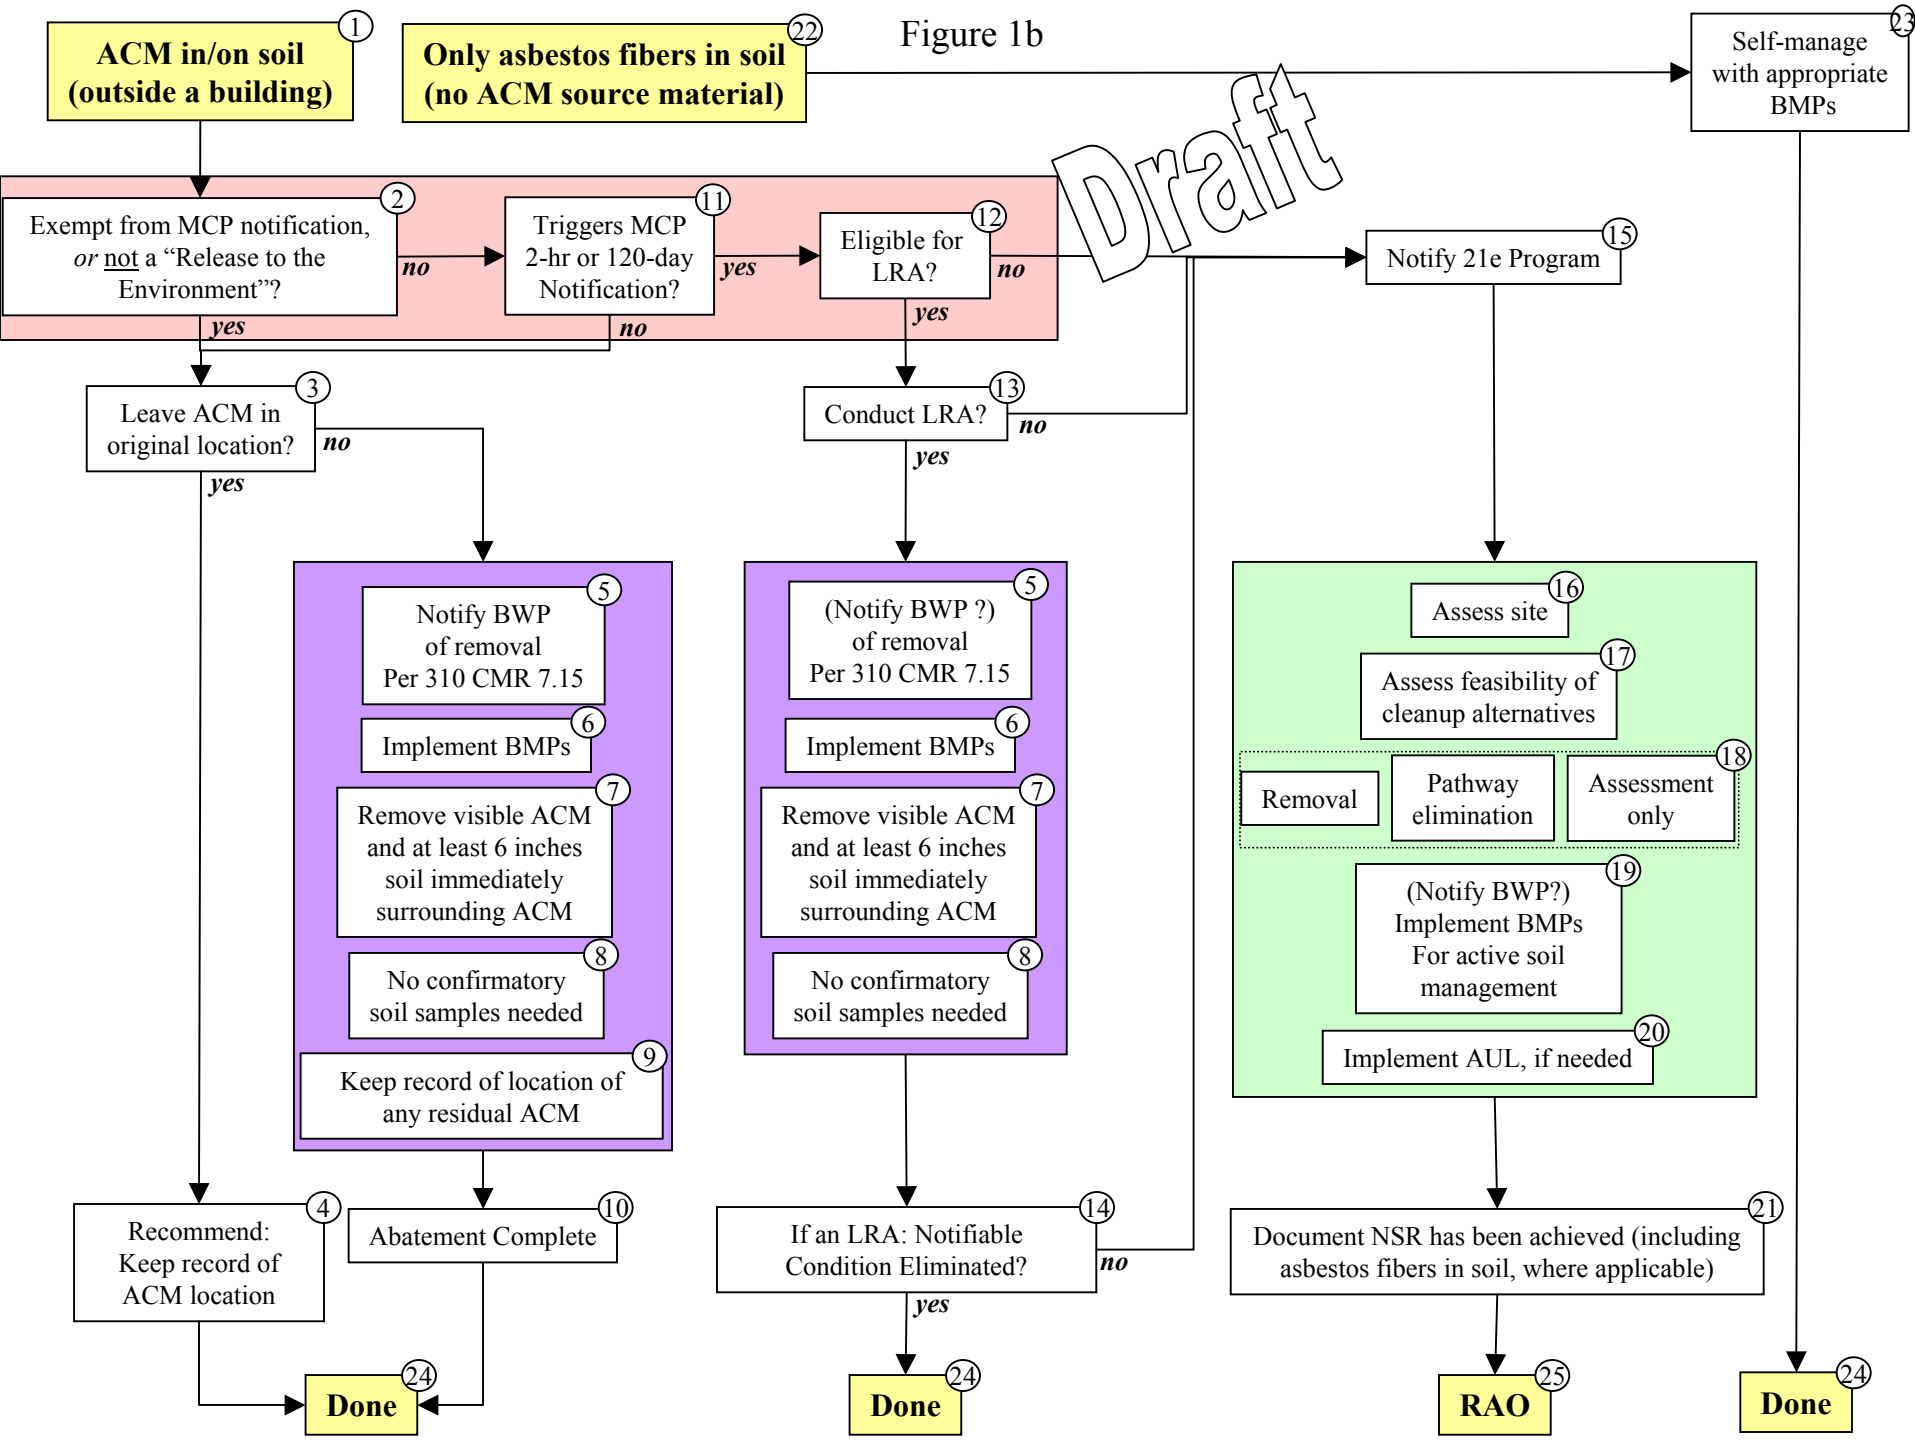 Figure 1b
1
ACM in/on soil
(outside a building)
22
Only asbestos fibers in soil
(no ACM source material)
23
Self-manage
with appropriate
BMPs
Draft
2
Exempt from MCP notification,
or not a “Release to the
Environment”?
no
yes
11
Triggers MCP
2-hr or 120-day
Notification?
yes
no
12
Eligible for
LRA?
no
yes
15
Notify 21e Program
3
Leave ACM in
original location?
no
yes
13
Conduct LRA?
no
yes
5
Notify BWP
of removal
Per 310 CMR 7.15
6
Implement BMPs
7
Remove visible ACM
and at least 6 inches
soil immediately
surrounding ACM
8
No confirmatory
soil samples needed
9
Keep record of location of
any residual ACM
5
(Notify BWP ?)
of removal
Per 310 CMR 7.15
6
Implement BMPs
7
Remove visible ACM
and at least 6 inches
soil immediately
surrounding ACM
8
No confirmatory
soil samples needed
16
Assess site
17
Assess feasibility of
cleanup alternatives
18
Removal
Pathway
elimination
Assessment
only
19
(Notify BWP?)
Implement BMPs
For active soil
management
20
Implement AUL, if needed
4
Recommend:
Keep record of
ACM location
10
Abatement Complete
14
If an LRA: Notifiable
Condition Eliminated?
no
yes
21
Document NSR has been achieved (including
asbestos fibers in soil, where applicable)
24
Done
24
Done
25
RAO
24
Done